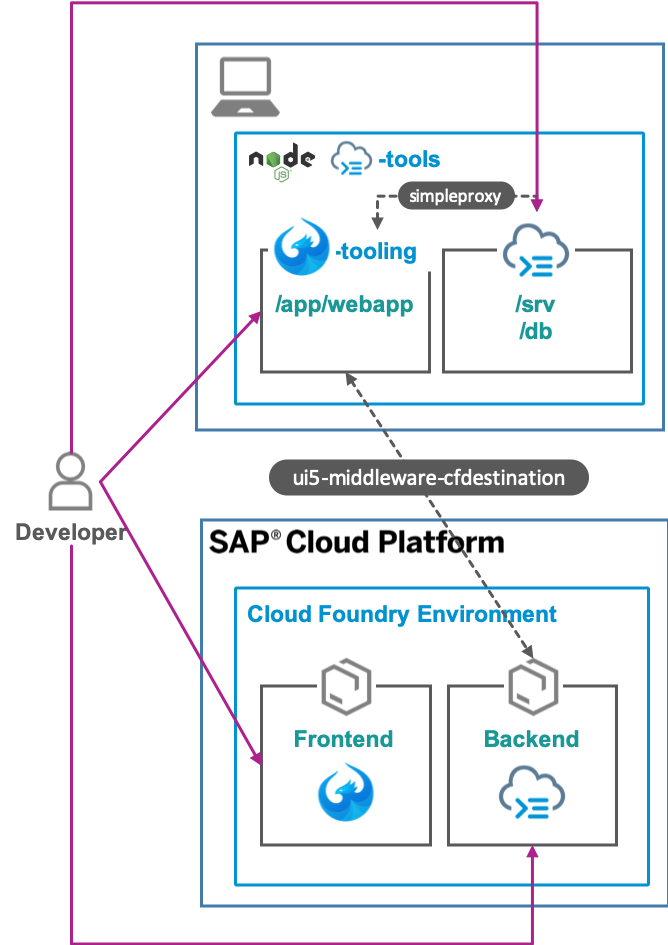 node
JS
-tools
simpleproxy
-tooling
/app/webapp
/srv
/db
ui5-middleware-cfdestination
Developer
SAP® Cloud Platform
Cloud Foundry Environment
Frontend
Backend